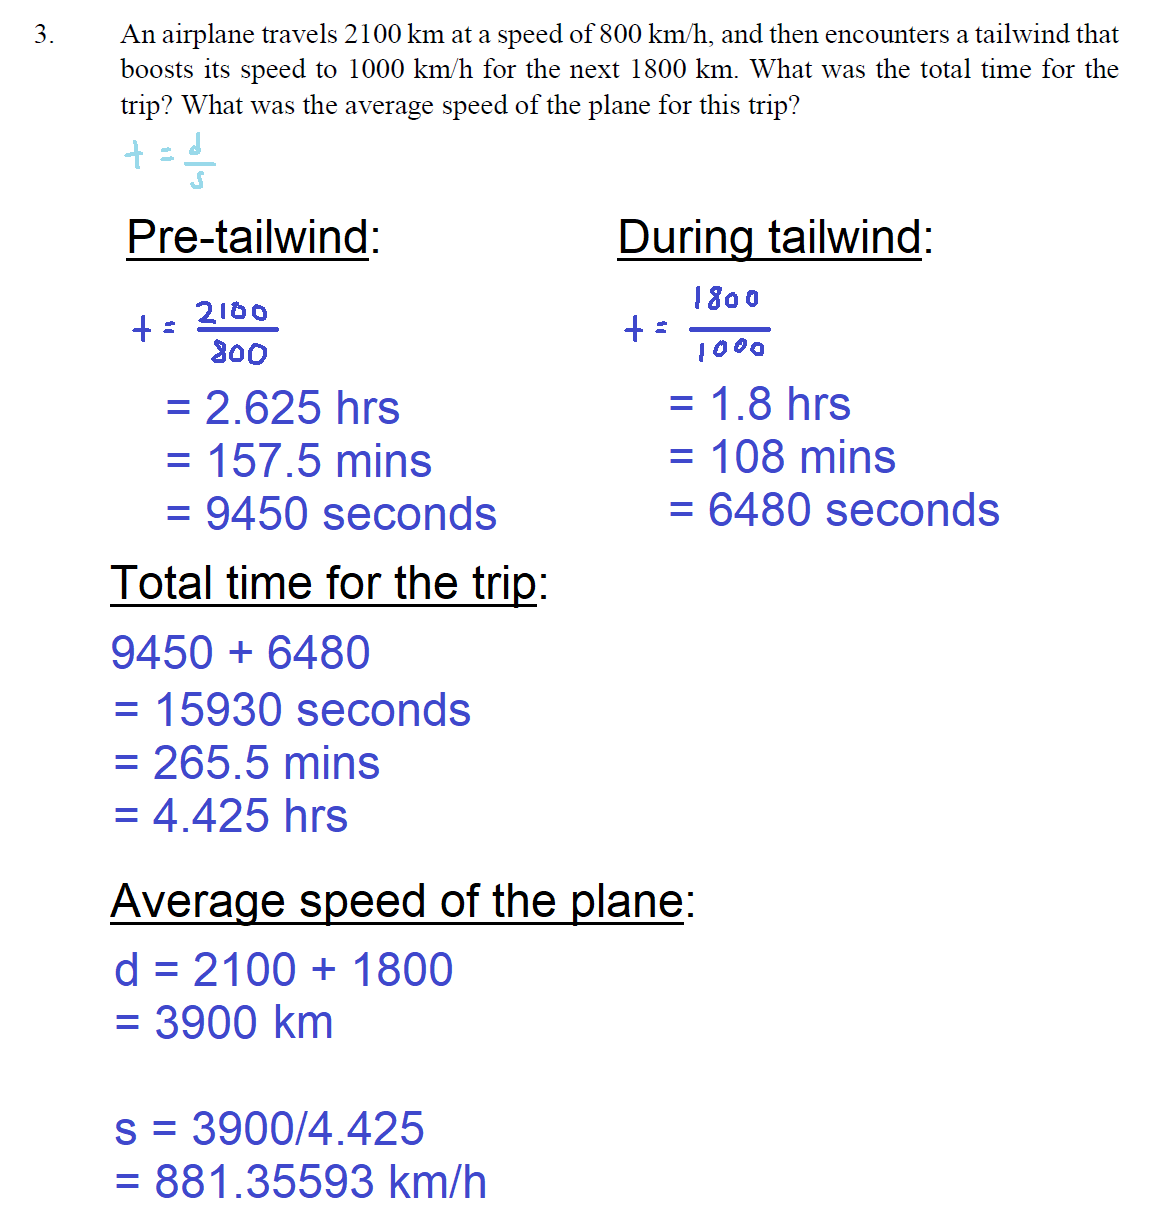 3. An airplane travels 2100 km at a speed of 800 km/h, and then encounters a tailwind that
boosts its speed to 1000 km/h for the next 1800 km. What was the total time for the
trip? What was the average speed of the plane for this trip?
t = d/s
Pre-tailwind:
t = 2100/800
= 2.625 hrs
= 157.5 mins
= 9450 seconds
During tailwind:
t = 1800/1000
= 1.8 hrs
= 108 mins
= 6480 seconds
Total time for the trip:
9450 + 6480
= 15930 seconds
= 265.5 mins
= 4.425 hrs
Average speed of the plane:
d = 2100 + 1800
= 3900 km
s = 3900/4.425
= 881.35593 km/h